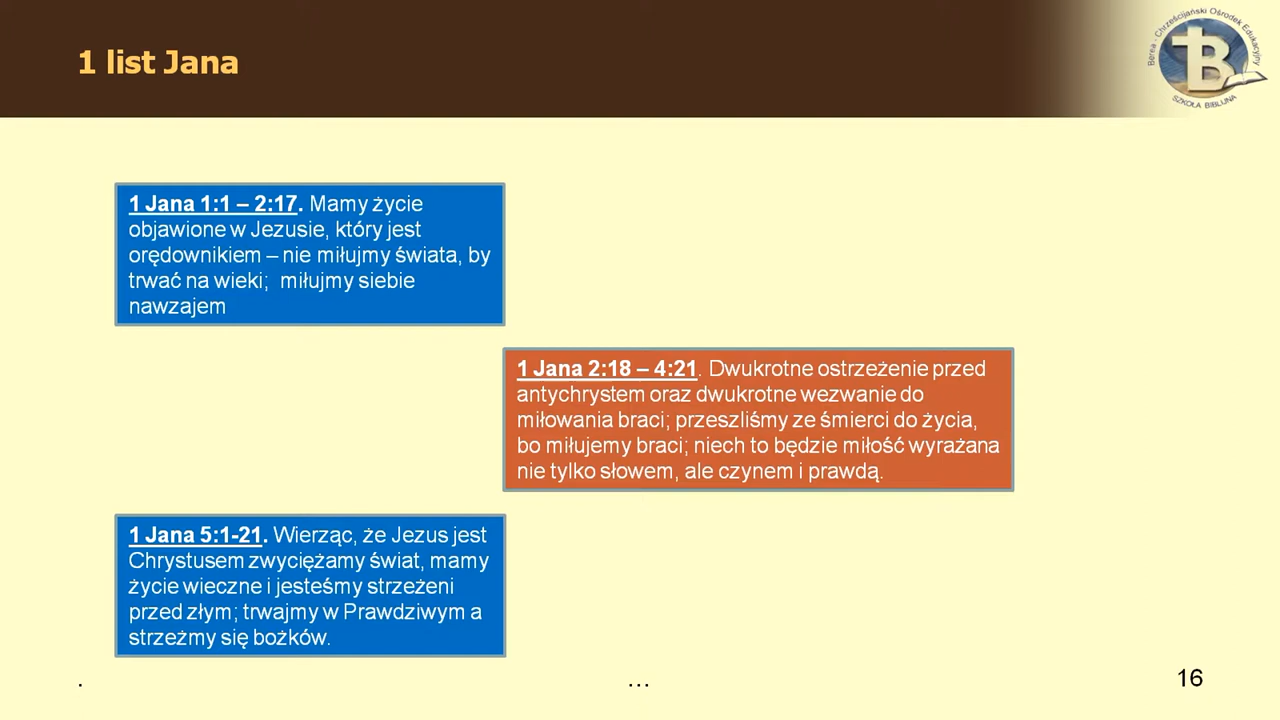 1 list Jana
Berea - Chrześcijański Ośrodek Edukacyjny
B
SZKOŁA BIBLIJNA
1 Jana 1:1 – 2:17. Mamy życie
objawione w Jezusie, który jest
orędownikiem – nie miłujmy świata, by
trwać na wieki;  miłujmy siebie
nawzajem
1 Jana 2:18 – 4:21. Dwukrotne ostrzeżenie przed
antychrystem oraz dwukrotne wezwanie do
miłowania braci; przeszliśmy ze śmierci do życia,
bo miłujemy braci; niech to będzie miłość wyrażana
nie tylko słowem, ale czynem i prawdą.
1 Jana 5:1-21. Wierząc, że Jezus jest
Chrystusem zwyciężamy świat, mamy
życie wieczne i jesteśmy strzeżeni
przed złym; trwajmy w Prawdziwym a
strzeżmy się bożków.
.
…
16